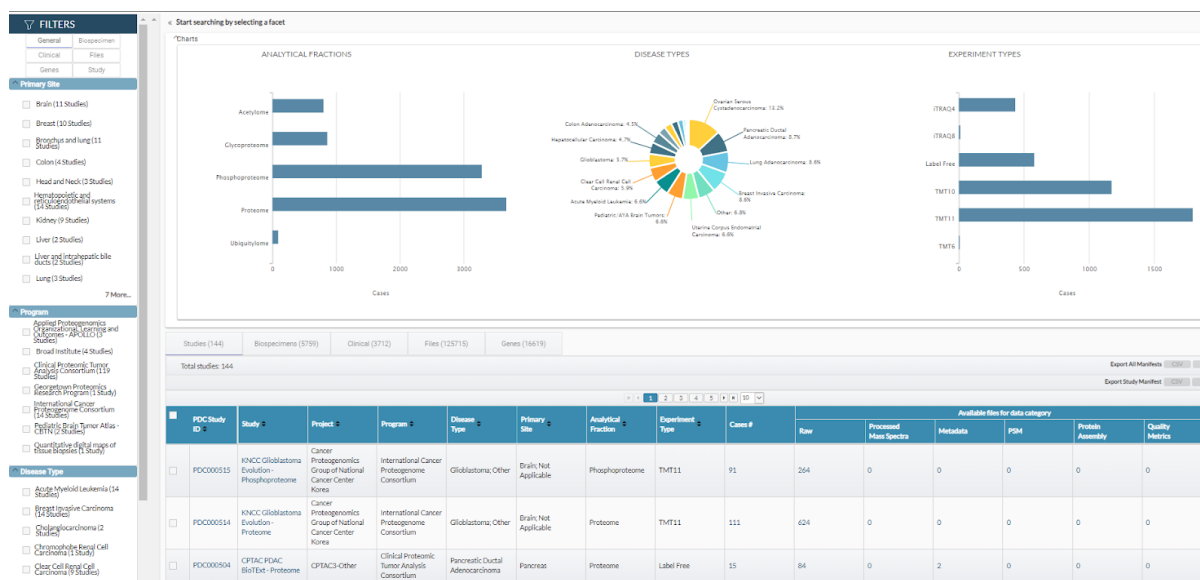 FILTERS
General
Biospecimen
Clinical
Files
Genes
Study
Primary Site
Brain (11 Studies)
Breast (10 Studies)
Bronchus and lung (11
Studies)
Colon (4 Studies)
Head and Neck (3 Studies)
Hematopoietic and
reticuloendothelial systems
(14 Studies)
Kidney (9 Studies)
Liver (2 Studies)
Liver and intrahepatic bile
ducts (2 Studies)
Lung (3 Studies)
7 More...
Program
Applied Proteogenomics
Organizational Learning and
Outcomes - APOLLO (3
Studies)
Broad Institute (4 Studies)
Clinical Proteomic Tumor
Analysis Consortium (119
Studies)
Georgetown Proteomics
Research Program (1 Study)
International Cancer
Proteogenome Consortium
(14 Studies)
Pediatric Brain Tumor Atlas -
CBTN (2 Studies)
Quantitative digital maps of
tissue biopsies (1 Study)
Disease Type
Acute Myeloid Leukemia (14
Studies)
Breast Invasive Carcinoma
(14 Studies)
Cholangiocarcinoma (2
Studies)
Chromophobe Renal Cell
Carcinoma (1 Study)
Clear Cell Renal Cell
Carcinoma (9 Studies)
« Start searching by selecting a facet
Charts
ANALYTICAL FRACTIONS
Acetylome
Glycoproteome
Phosphoproteome
Proteome
Ubiquitylome
0 1000 2000 3000
Cases
DISEASE TYPES
Ovarian Serous
Cystadenocarcinoma: 13.2%
Pancreatic Ductal
Adenocarcinoma: 8.7%
Lung Adenocarcinoma: 8.6%
Breast Invasive Carcinoma:
8.6%
Other: 6.8%
Uterine Corpus Endometrial
Carcinoma: 6.6%
Pediatric/AYA Brain Tumors:
6.6%
Acute Myeloid Leukemia: 6.6%
Clear Cell Renal Cell
Carcinoma: 5.9%
Glioblastoma: 5.7%
Hepatocellular Carcinoma: 4.7%
Colon Adenocarcinoma: 4.5%
EXPERIMENT TYPES
iTRAQ4
iTRAQ8
Label Free
TMT10
TMT11
TMT6
0 500 1000 1500
Cases
Studies (144) Biospecimens (5759) Clinical (3712) Files (125715) Genes (16619)
Total studies: 144
Export All Manifests CSV
Export Study Manifest CSV
1 2 3 4 5 10
PDC Study
ID
Study
Project
Program
Disease
Type
Primary
Site
Analytical
Fraction
Experiment
Type
Cases #
Available files for data category
Raw
Processed
Mass Spectra
Metadata
PSM
Protein
Assembly
Quality
Metrics
PDC000515
KNCC Glioblastoma
Evolution -
Phosphoproteome
Cancer
Proteogenomics
Group of National
Cancer Center
Korea
International Cancer
Proteogenome
Consortium
Glioblastoma; Other
Brain; Not
Applicable
Phosphoproteome
TMT11
91
264
0
0
0
0
0
PDC000514
KNCC Glioblastoma
Evolution -
Proteome
Cancer
Proteogenomics
Group of National
Cancer Center
Korea
International Cancer
Proteogenome
Consortium
Glioblastoma; Other
Brain; Not
Applicable
Proteome
TMT11
111
624
0
0
0
0
0
PDC000504
CPTAC PDAC
BioTExt - Proteome
CPTAC3-Other
Clinical Proteomic
Tumor Analysis
Consortium
Pancreatic Ductal
Adenocarcinoma
Pancreas
Proteome
Label Free
15
84
0
2
0
0
0